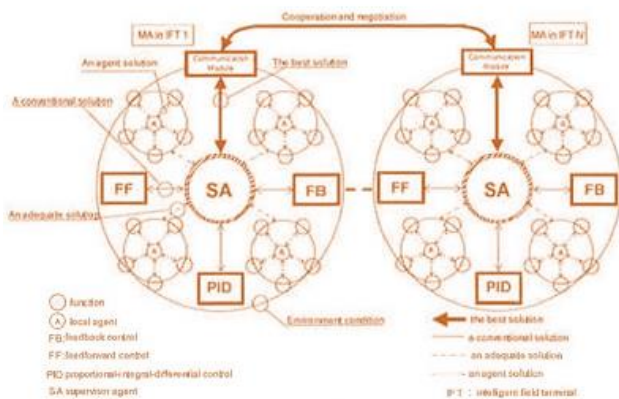 Cooperation and negotiation
MA in IFT 1
MA in IFT N
Communication
Module
Communication
Module
An agent solution
The best solution
A conventional solution
A
A
A
A
FF
SA
FB
FF
SA
FB
An adequate solution
A
A
A
A
PID
PID
Environment condition
function
A local agent
FB: feedback control
FF: feedforward control
PID: proportional-integral-differential control
SA supervisor agent
the best solution
a conventional solution
an adequate solution
an agent solution
IFT : intelligent field terminal